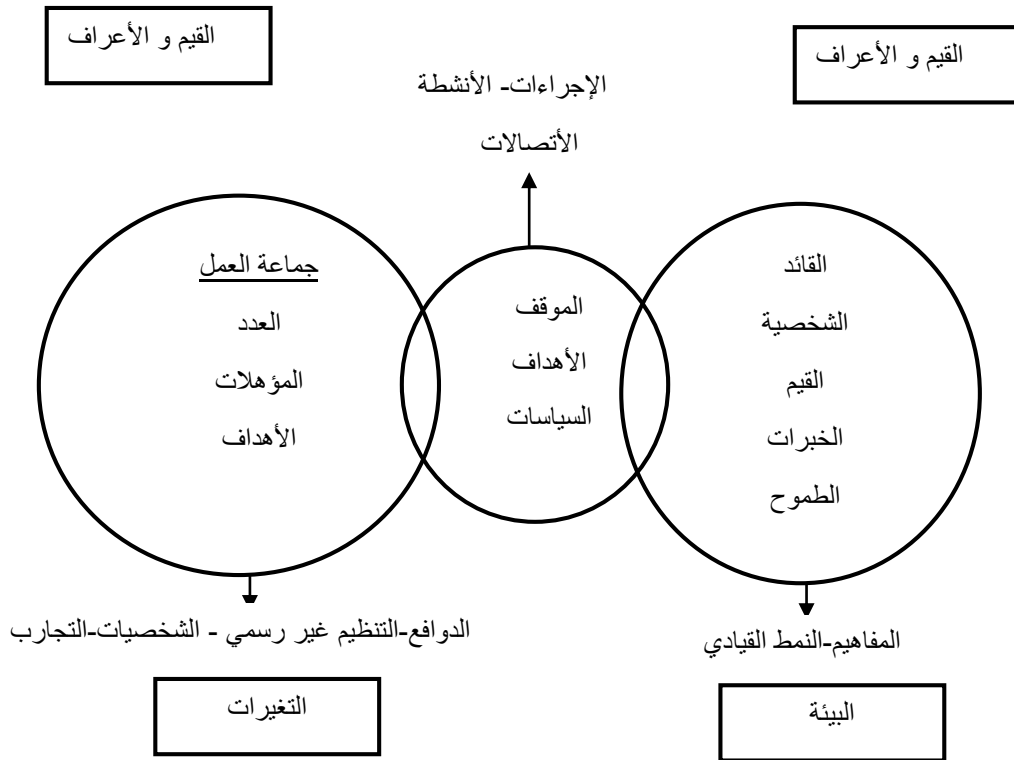 القيم و الأعراف
القيم و الأعراف
الإجراءات- الأنشطة
الأتصالات
القائد
الشخصية
القيم
الخبرات
الطموح
الموقف
الأهداف
السياسات
جماعة العمل
العدد
المؤهلات
الأهداف
المفاهيم-النمط القيادي
الدوافع-التنظيم غير رسمي - الشخصيات-التجارب
البيئة
التغيرات